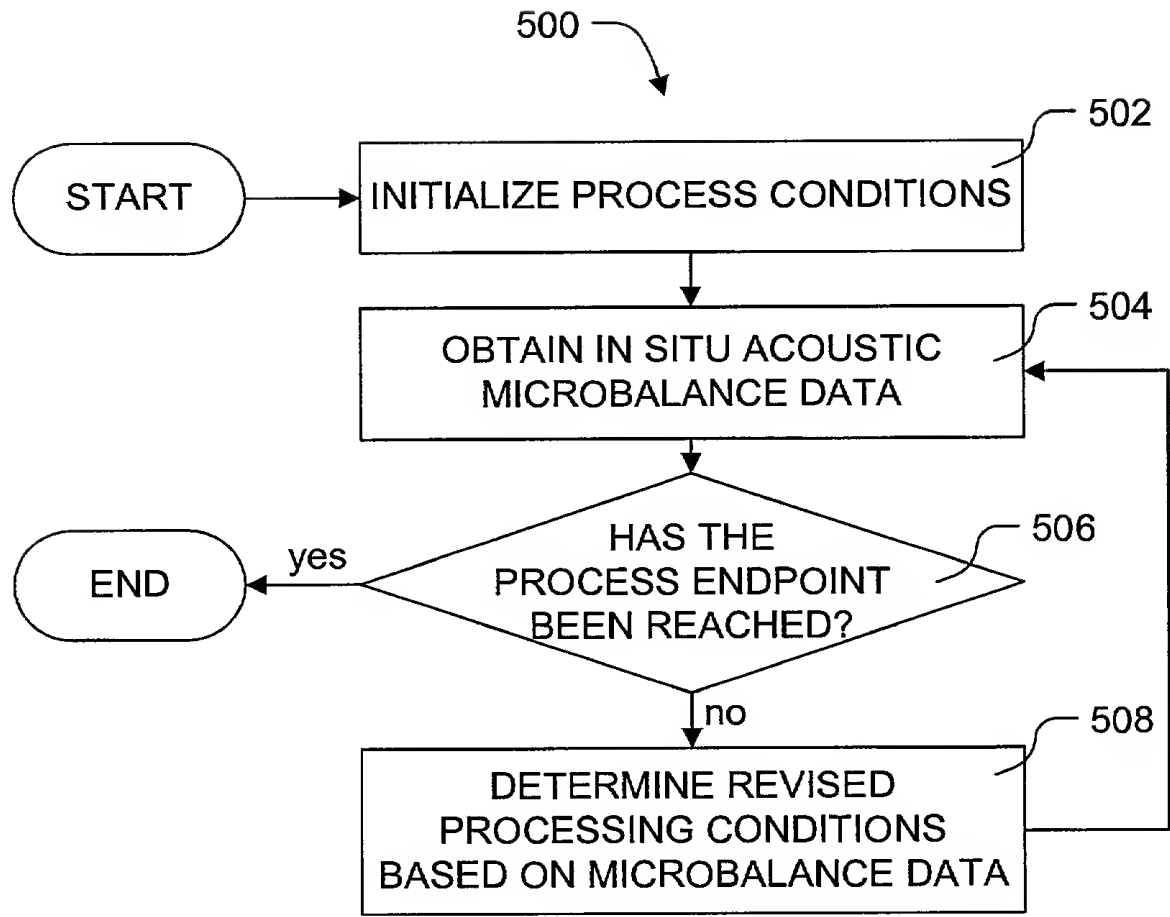 500
502
START
INITIALIZE PROCESS CONDITIONS
504
OBTAIN IN SITU ACOUSTIC
MICROBALANCE DATA
506
HAS THE
PROCESS ENDPOINT
BEEN REACHED?
yes
END
no
508
DETERMINE REVISED
PROCESSING CONDITIONS
BASED ON MICROBALANCE DATA